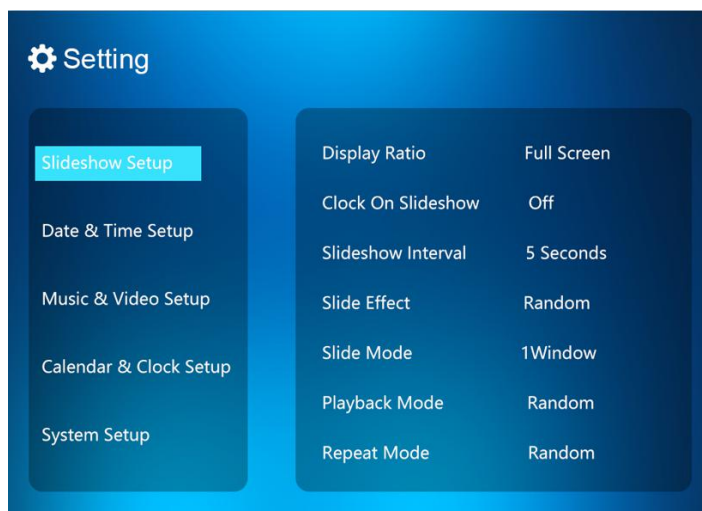 Setting
Slideshow Setup
Date & Time Setup
Music & Video Setup
Calendar & Clock Setup
System Setup
Display Ratio Full Screen
Clock On Slideshow Off
Slideshow Interval 5 Seconds
Slide Effect Random
Slide Mode 1Window
Playback Mode Random
Repeat Mode Random